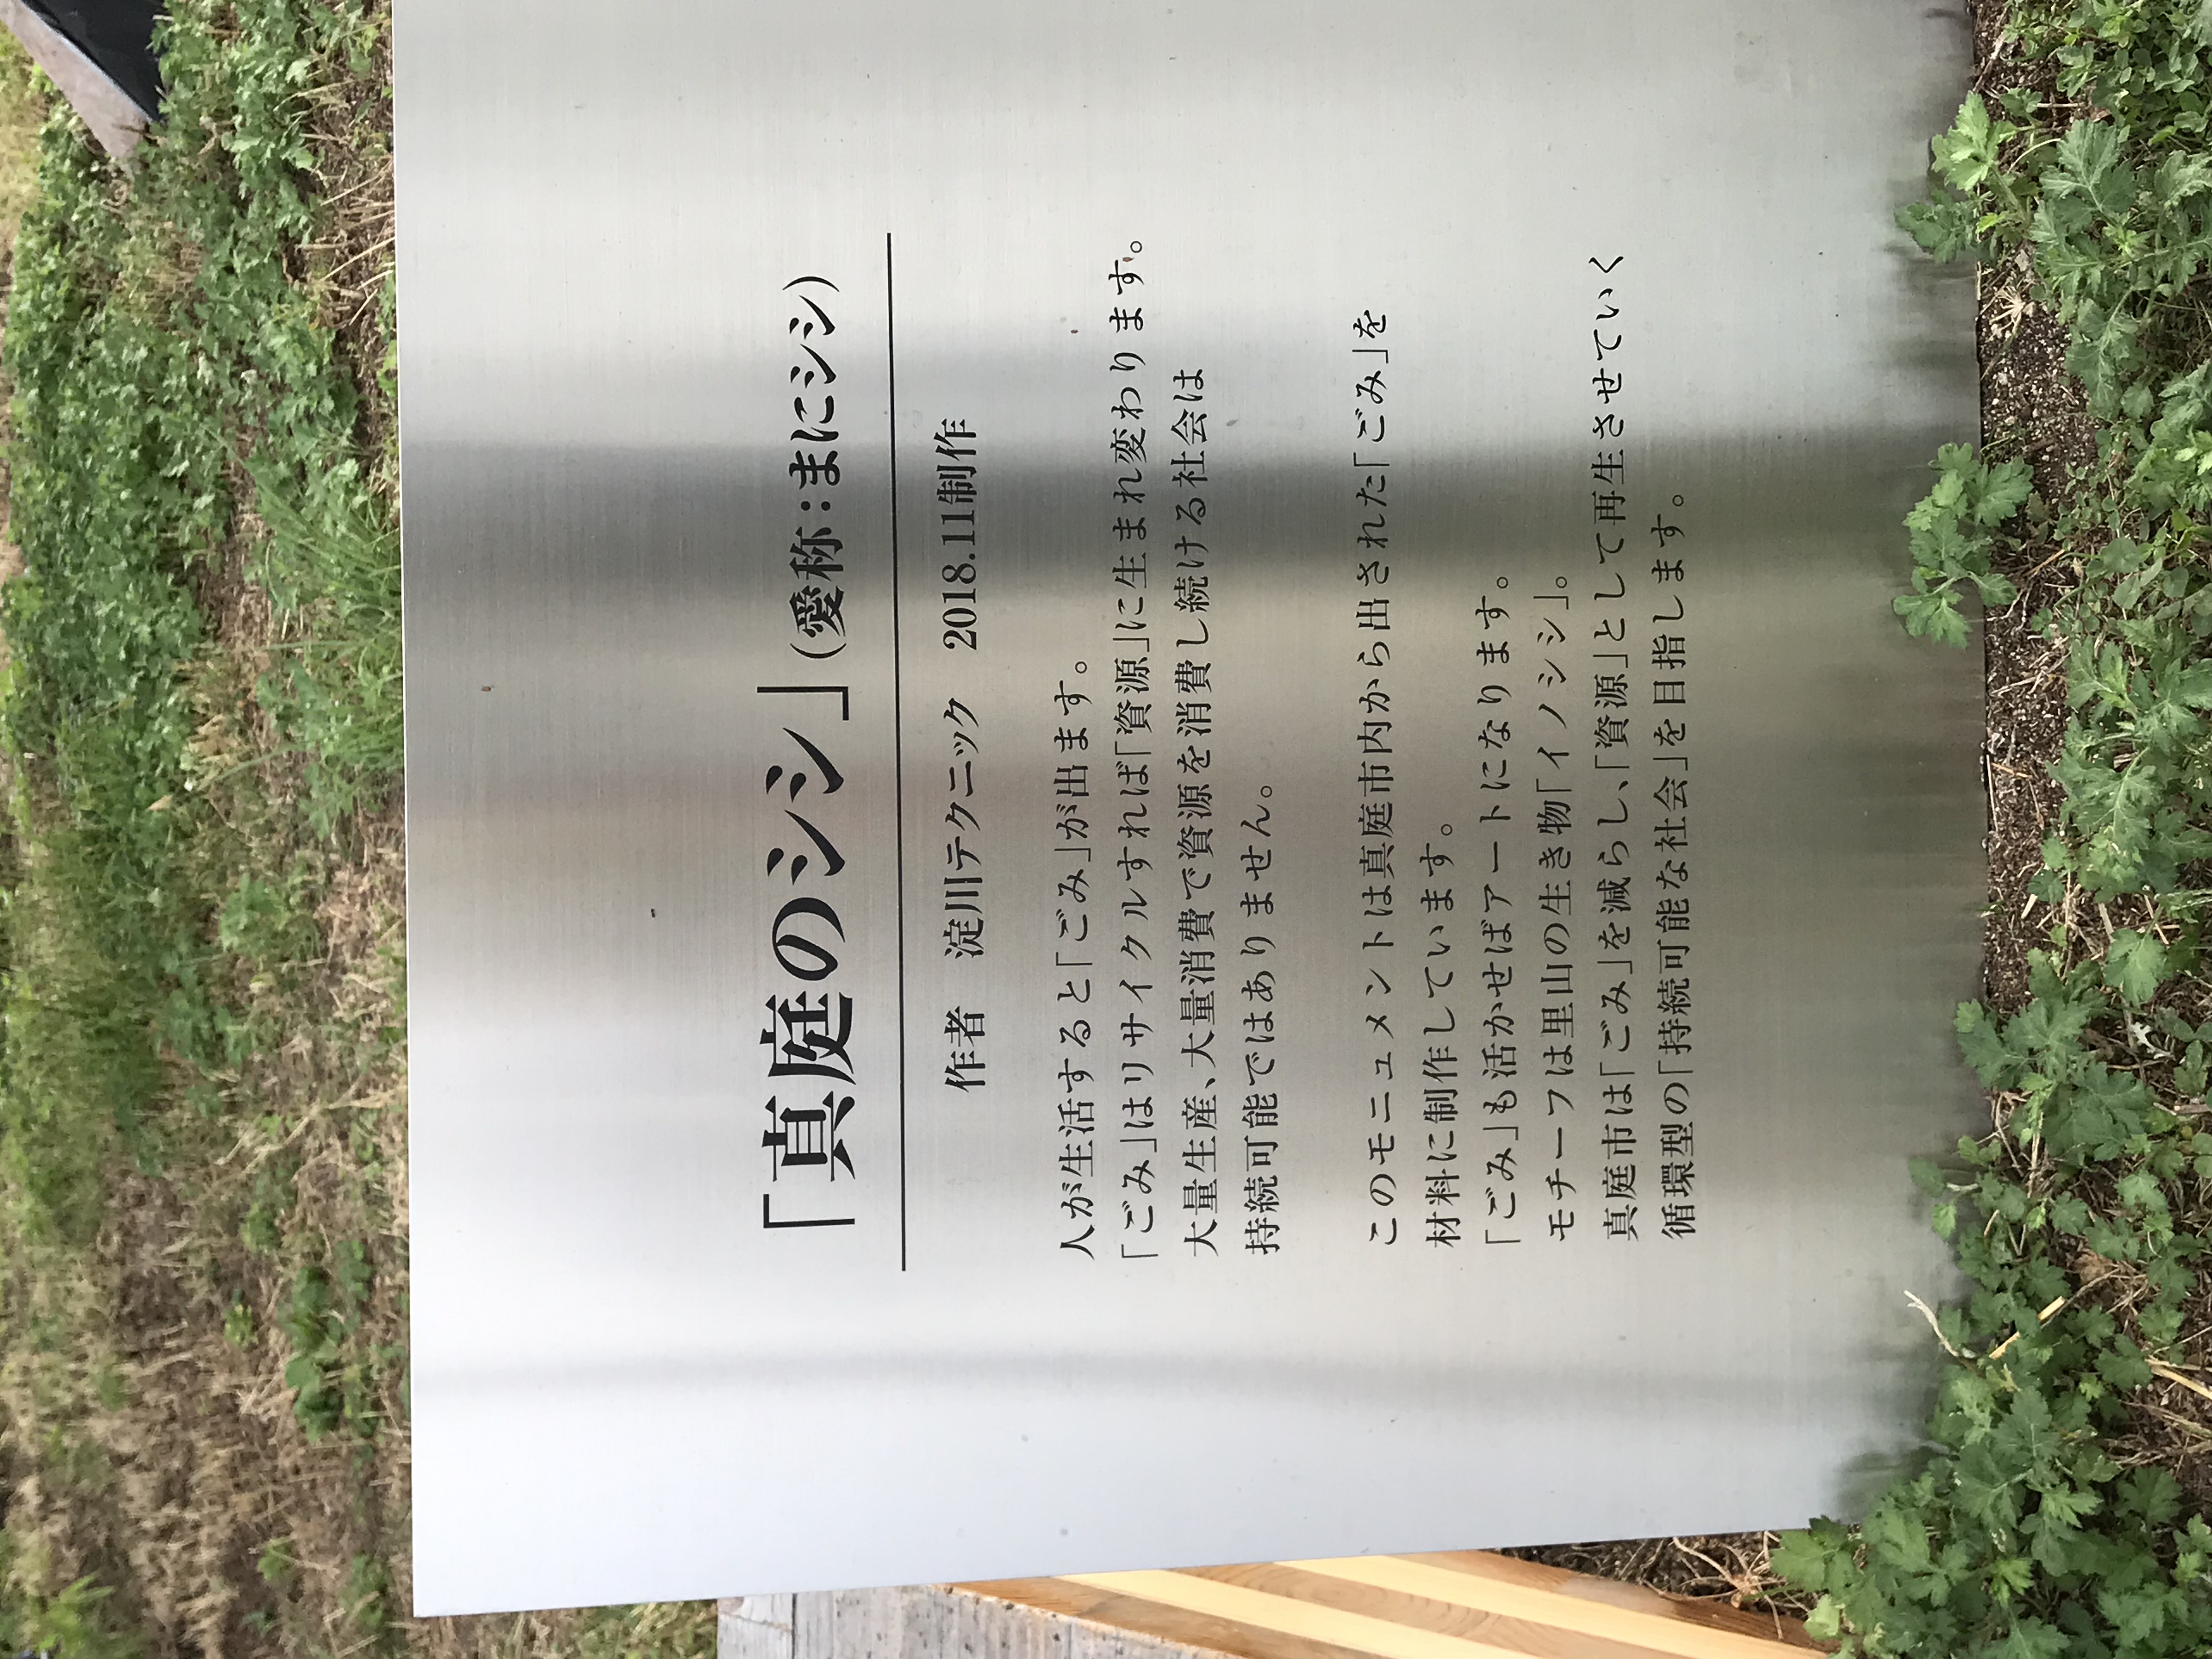 「真庭のシシ」(愛称:まにシシ)
作者　淀川テクニック　2018.11制作
人が生活すると「ごみ」が出ます。
「ごみ」はリサイクルすれば「資源」に生まれ変わります。
大量生産、大量消費で資源を消費し続ける社会は
持続可能ではありません。
このモニュメントは真庭市内から出された「ごみ」を
材料に制作しています。
「ごみ」も活かせばアートになります。
モチーフは里山の生き物「イノシシ」。
真庭市は「ごみ」を減らし、「資源」として再生させていく
循環型の「持続可能な社会」を目指します。